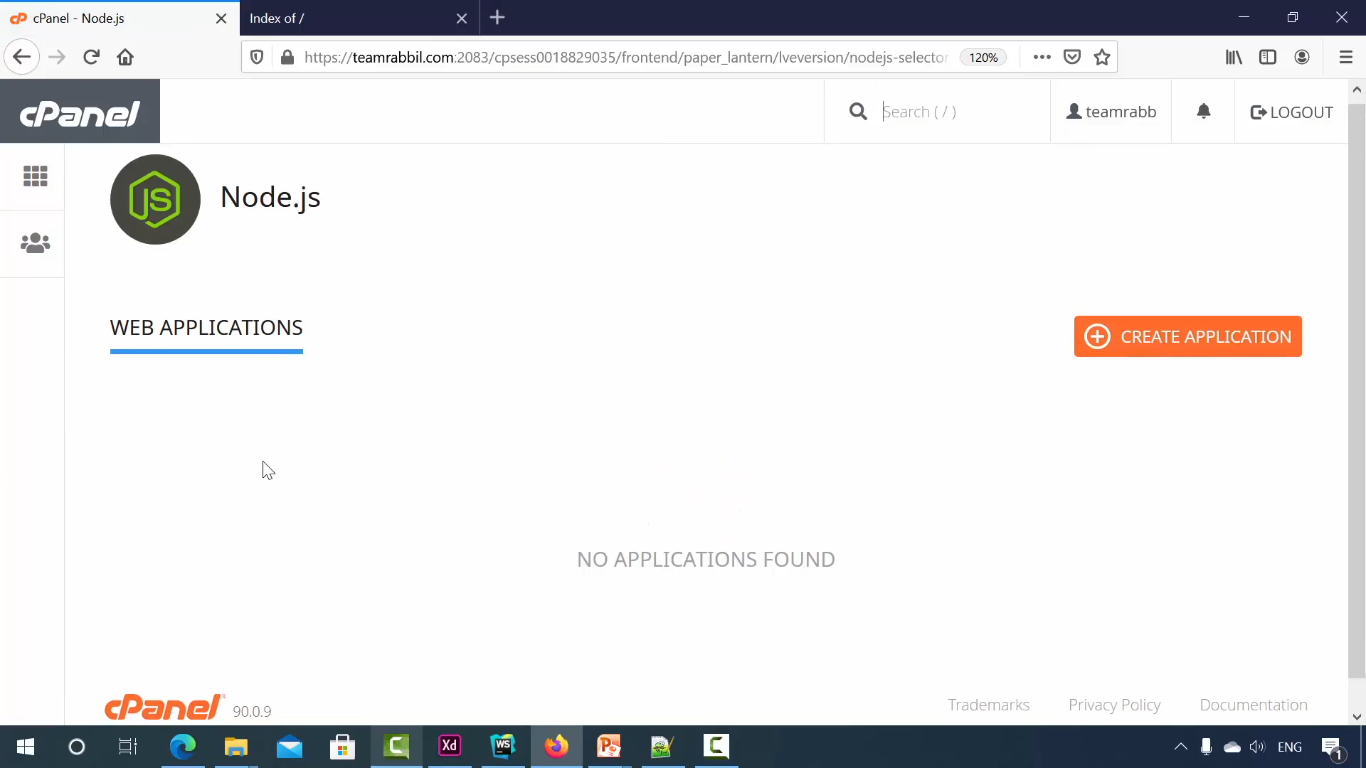 cPanel - Node.js
Index of /
https://teamrabbil.com:2083/cpsess0018829035/frontend/paper_lantern/lveversion/nodejs-selector
120%
cPanel
Search ( / )
teamrabb
LOGOUT
JS
Node.js
WEB APPLICATIONS
CREATE APPLICATION
NO APPLICATIONS FOUND
cPanel
90.0.9
Trademarks
Privacy Policy
Documentation
Xd
WS
ENG
1